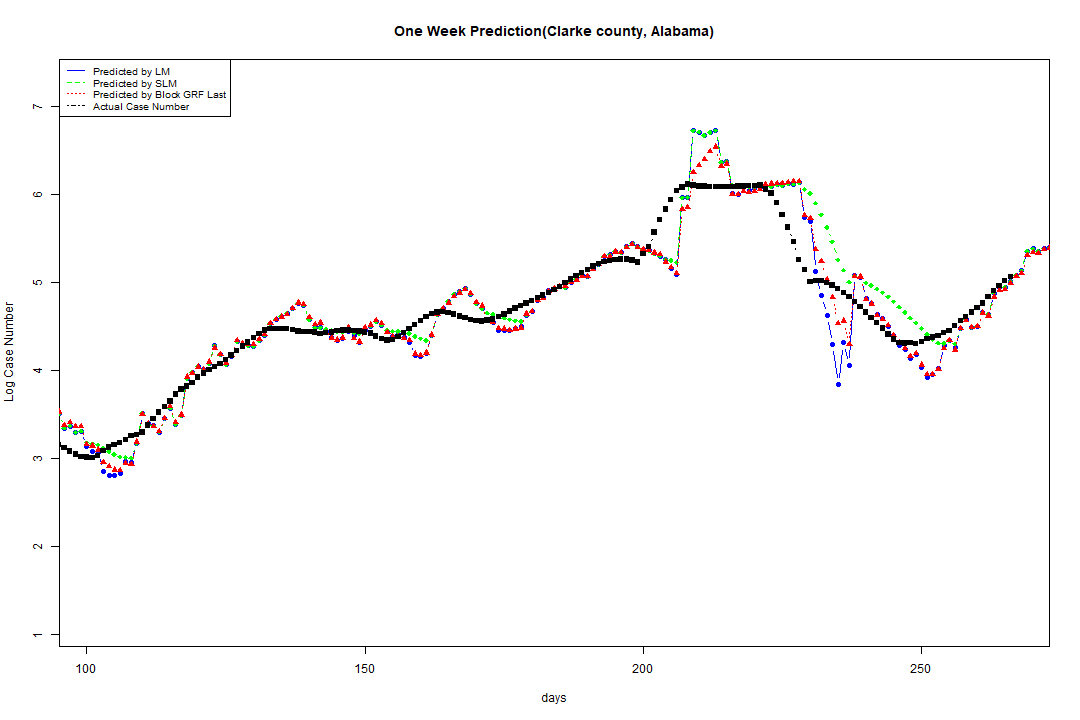 One Week Prediction(Clarke county, Alabama)
Predicted by LM
Predicted by SLM
Predicted by Block GRF Last
Actual Case Number
7
6
5
4
3
2
1
Log Case Number
100 150 200 250
days